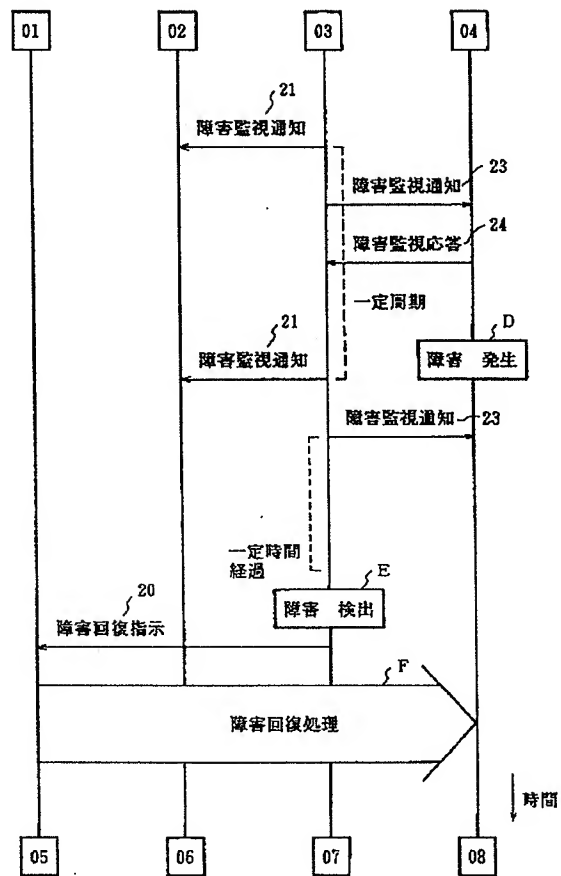 01 02 03 04
21
障害監視通知
23
障害監視通知
24
障害監視応答
一定周期
21
障害監視通知
D
障害 発生
障害監視通知 23
一定時間
経過
E
障害 検出
20
障害回復指示
F
障害回復処理
時間
05 06 07 08